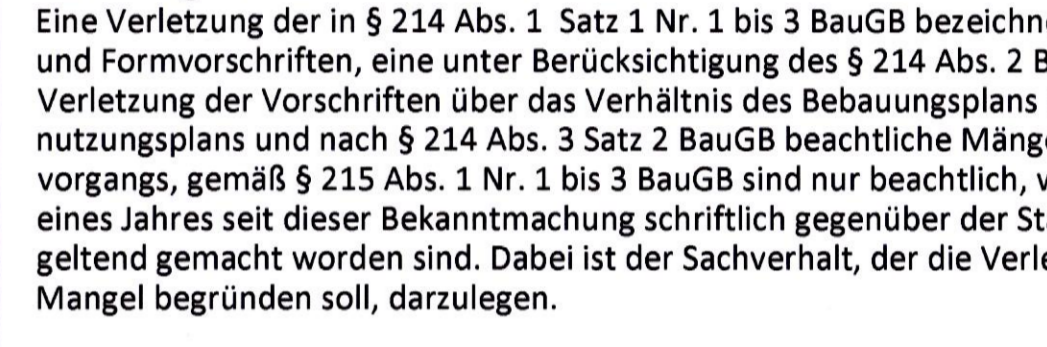 Eine Verletzung der in § 214 Abs. 1 Satz 1 Nr. 1 bis 3 BauGB bezeichn
und Formvorschriften, eine unter Berücksichtigung des § 214 Abs. 2 B
Verletzung der Vorschriften über das Verhältnis des Bebauungsplans
nutzungsplans und nach § 214 Abs. 3 Satz 2 BauGB beachtliche Mäng
vorgangs, gemäß § 215 Abs. 1 Nr. 1 bis 3 BauGB sind nur beachtlich,
eines Jahres seit dieser Bekanntmachung schriftlich gegenüber der St
geltend gemacht worden sind. Dabei ist der Sachverhalt, der die Verle
Mangel begründen soll, darzulegen.